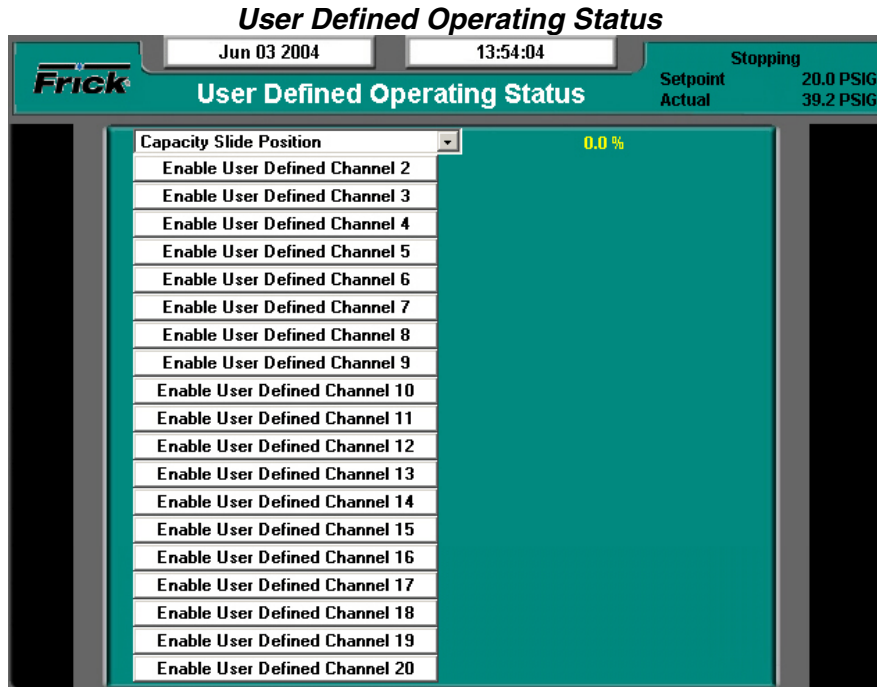 User Defined Operating Status
Jun 03 2004
13:54:04
Stopping
Frick
User Defined Operating Status
Setpoint 20.0 PSIG
Actual 39.2 PSIG
Capacity Slide Position 0.0 %
Enable User Defined Channel 2
Enable User Defined Channel 3
Enable User Defined Channel 4
Enable User Defined Channel 5
Enable User Defined Channel 6
Enable User Defined Channel 7
Enable User Defined Channel 8
Enable User Defined Channel 9
Enable User Defined Channel 10
Enable User Defined Channel 11
Enable User Defined Channel 12
Enable User Defined Channel 13
Enable User Defined Channel 14
Enable User Defined Channel 15
Enable User Defined Channel 16
Enable User Defined Channel 17
Enable User Defined Channel 18
Enable User Defined Channel 19
Enable User Defined Channel 20